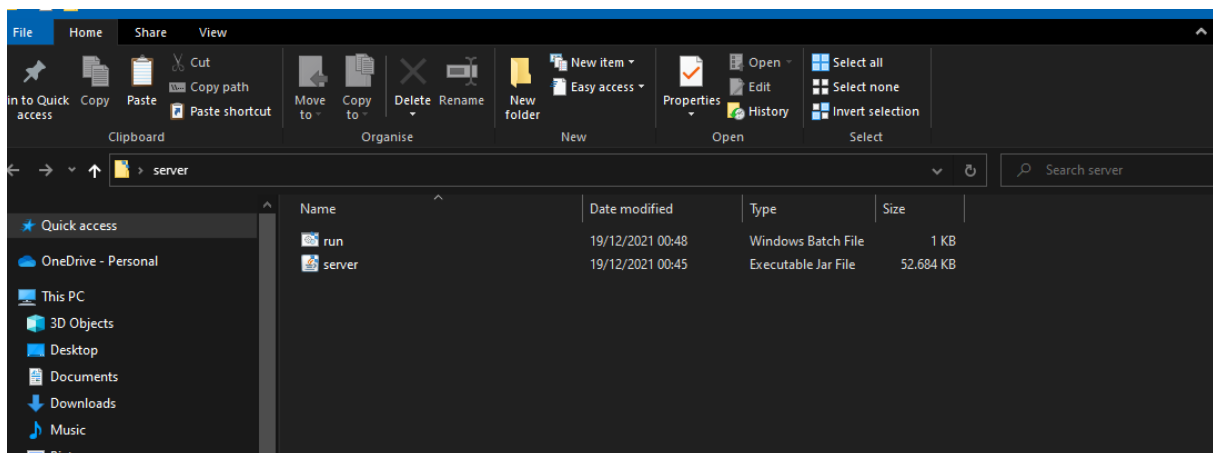 File Home Share View
in to Quick access
Copy
Paste
Cut
Copy path
Paste shortcut
Clipboard
Move to
Copy to
Delete
Rename
Organise
New folder
New item
Easy access
New
Properties
Open
Edit
History
Open
Select all
Select none
Invert selection
Select
server
Search server
Quick access
OneDrive - Personal
This PC
3D Objects
Desktop
Documents
Downloads
Music
Name Date modified Type Size
run 19/12/2021 00:48 Windows Batch File 1 KB
server 19/12/2021 00:45 Executable Jar File 52.684 KB